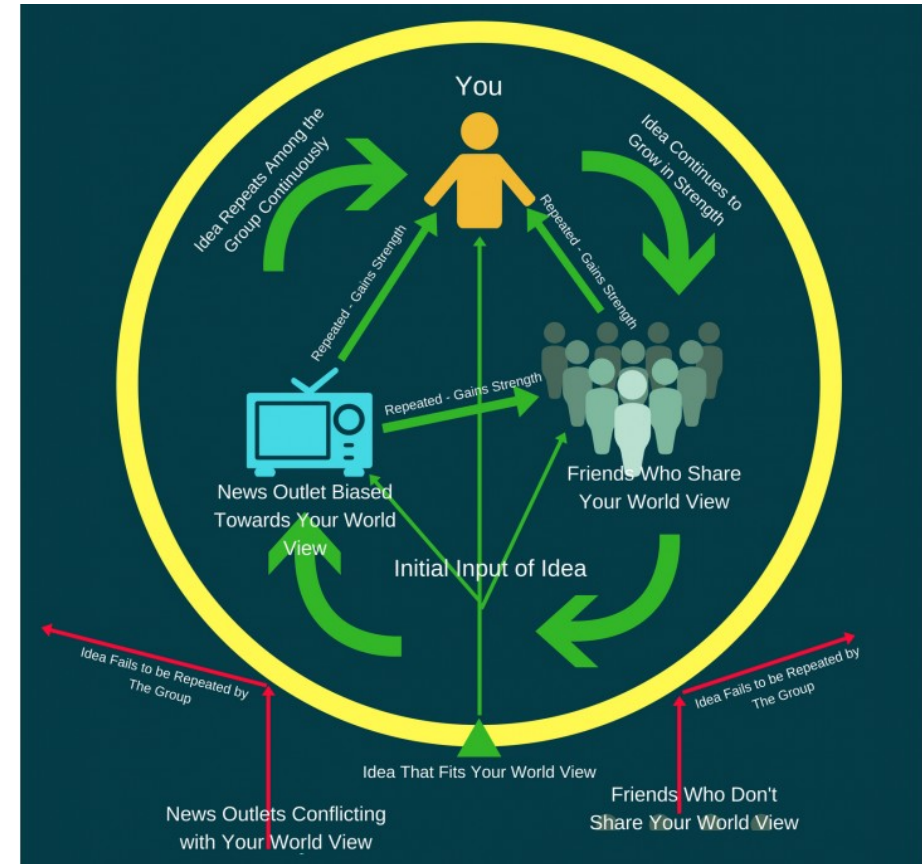 You
Idea Repeats Among the
Group Continuously
Idea Continues to
Grow in Strength
Repeated - Gains Strength
Repeated - Gains Strength
Repeated - Gains Strength
News Outlet Biased
Towards Your World
View
Friends Who Share
Your World View
Initial Input of Idea
Idea Fails to be Repeated by
The Group
Idea Fails to be Repeated by
The Group
Idea That Fits Your World View
News Outlets Conflicting
with Your World View
Friends Who Don't
Share Your World View